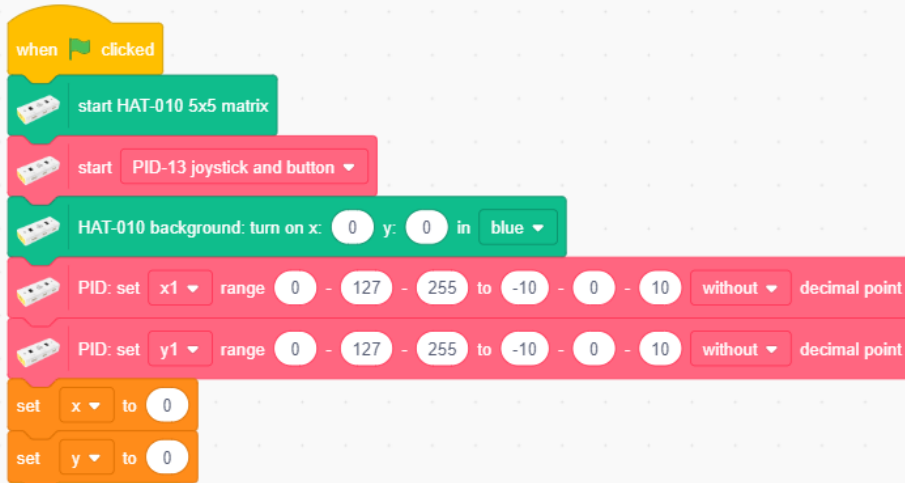 when clicked
start HAT-010 5x5 matrix
start PID-13 joystick and button
HAT-010 background: turn on x: 0 y: 0 in blue
PID: set x1 range 0 - 127 - 255 to -10 - 0 - 10 without decimal point
PID: set y1 range 0 - 127 - 255 to -10 - 0 - 10 without decimal point
set x to 0
set y to 0